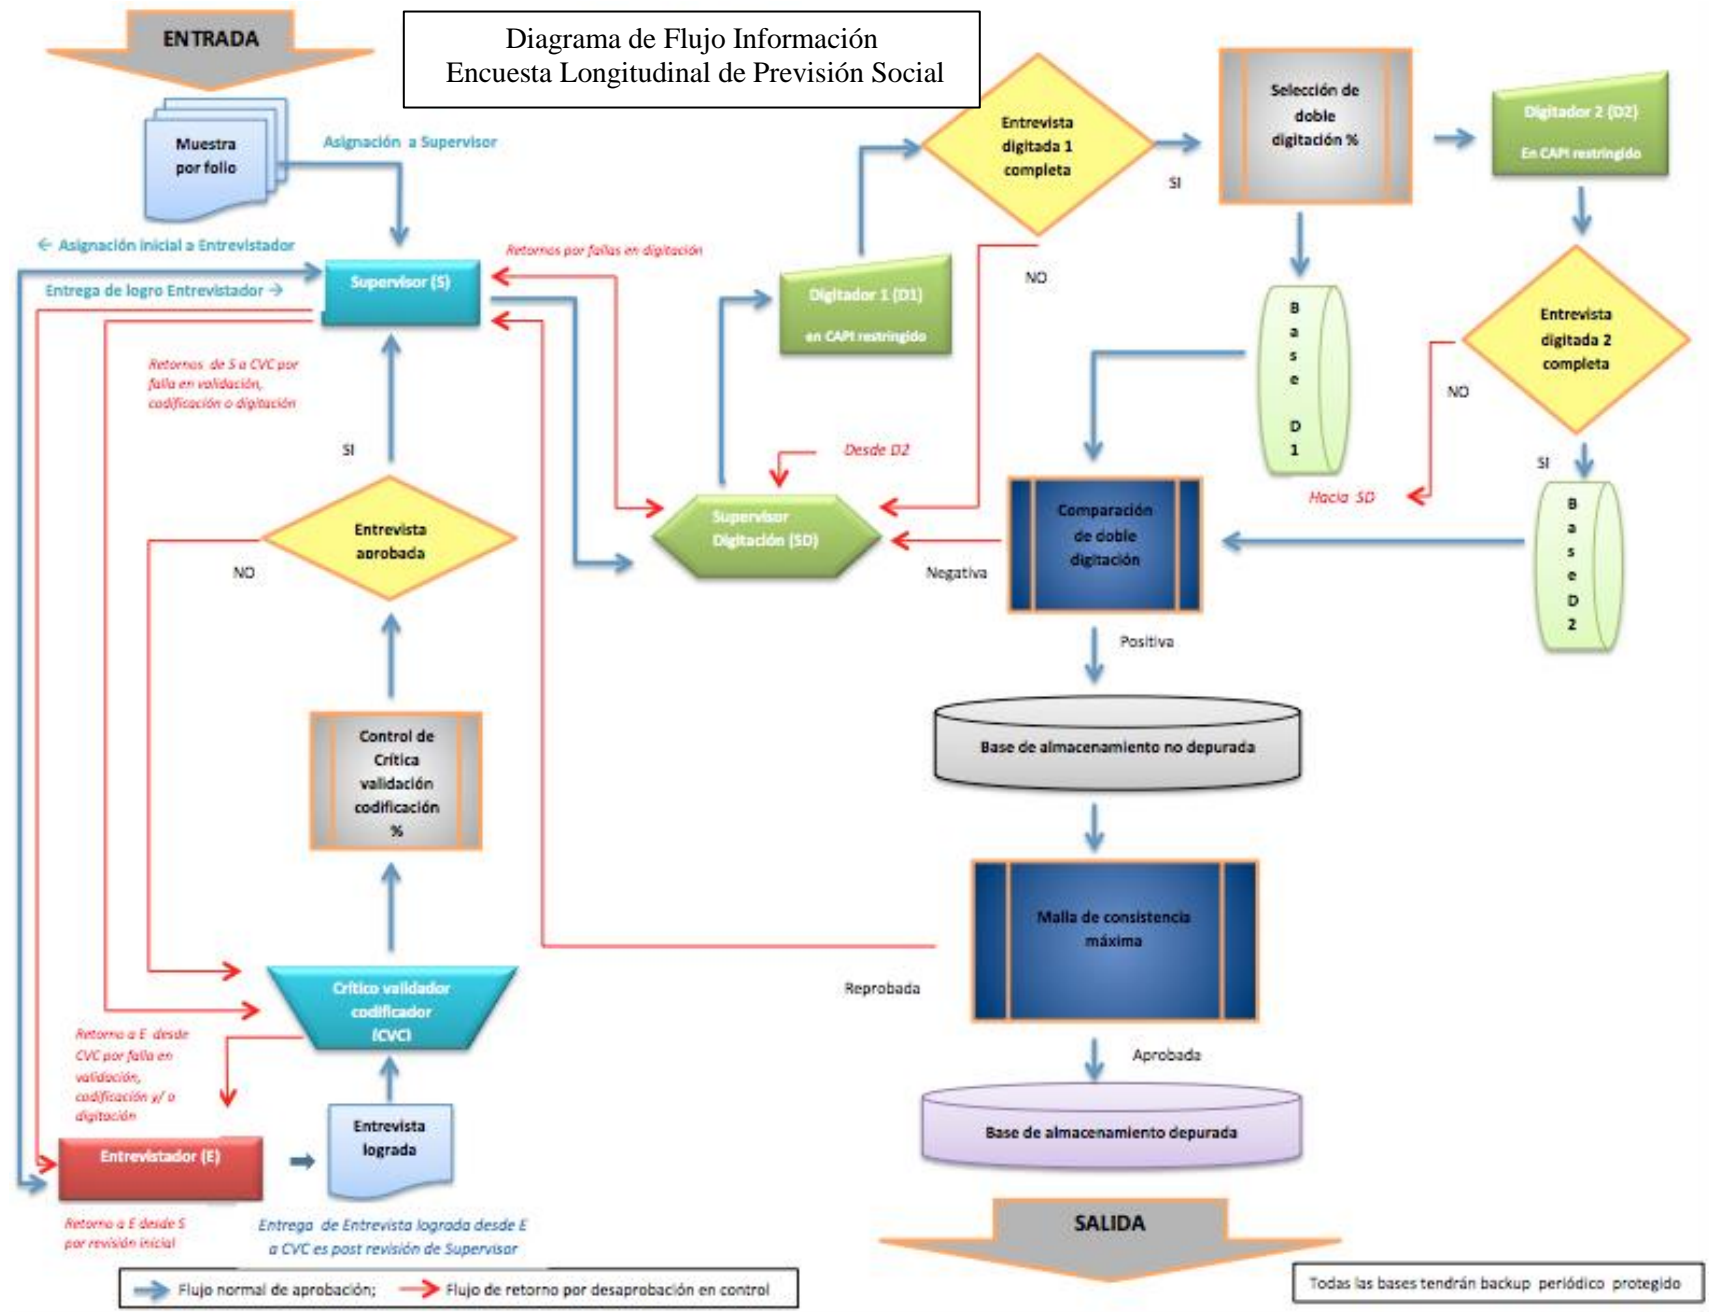 ENTRADA
Diagrama de Flujo Información
Encuesta Longitudinal de Previsión Social
Muestra
por folio
Asignación a Supervisor
← Asignación inicial a Entrevistador
Entrega de logro Entrevistador →
Supervisor (S)
Retornos por fallas en digitación
Retornos de S a CVC por
falla en validación,
codificación o digitación
SI
Entrevista
aprobada
NO
Control de
Crítica
validación
codificación
%
Crítico validador
codificador
(CVC)
Retorno a E desde
CVC por falla en
validación,
codificación y/ o
digitación
Entrevistador (E)
Entrevista
lograda
Retorno a E desde S
por revisión inicial
Entrega de Entrevista lograda desde E
a CVC es post revisión de Supervisor
Digitador 1 (D1)
en CAPI restringido
Entrevista
digitada 1
completa
SI
NO
Selección de
doble
digitación %
Digitador 2 (D2)
En CAPI restringido
Entrevista
digitada 2
completa
NO
SI
Hacia SD
Base D1
Base D2
Desde D2
Supervisor
Digitación (SD)
Negativa
Comparación
de doble
digitación
Positiva
Base de almacenamiento no depurada
Malla de consistencia
máxima
Reprobada
Aprobada
Base de almacenamiento depurada
SALIDA
Flujo normal de aprobación;
Flujo de retorno por desaprobación en control
Todas las bases tendrán backup periódico protegido